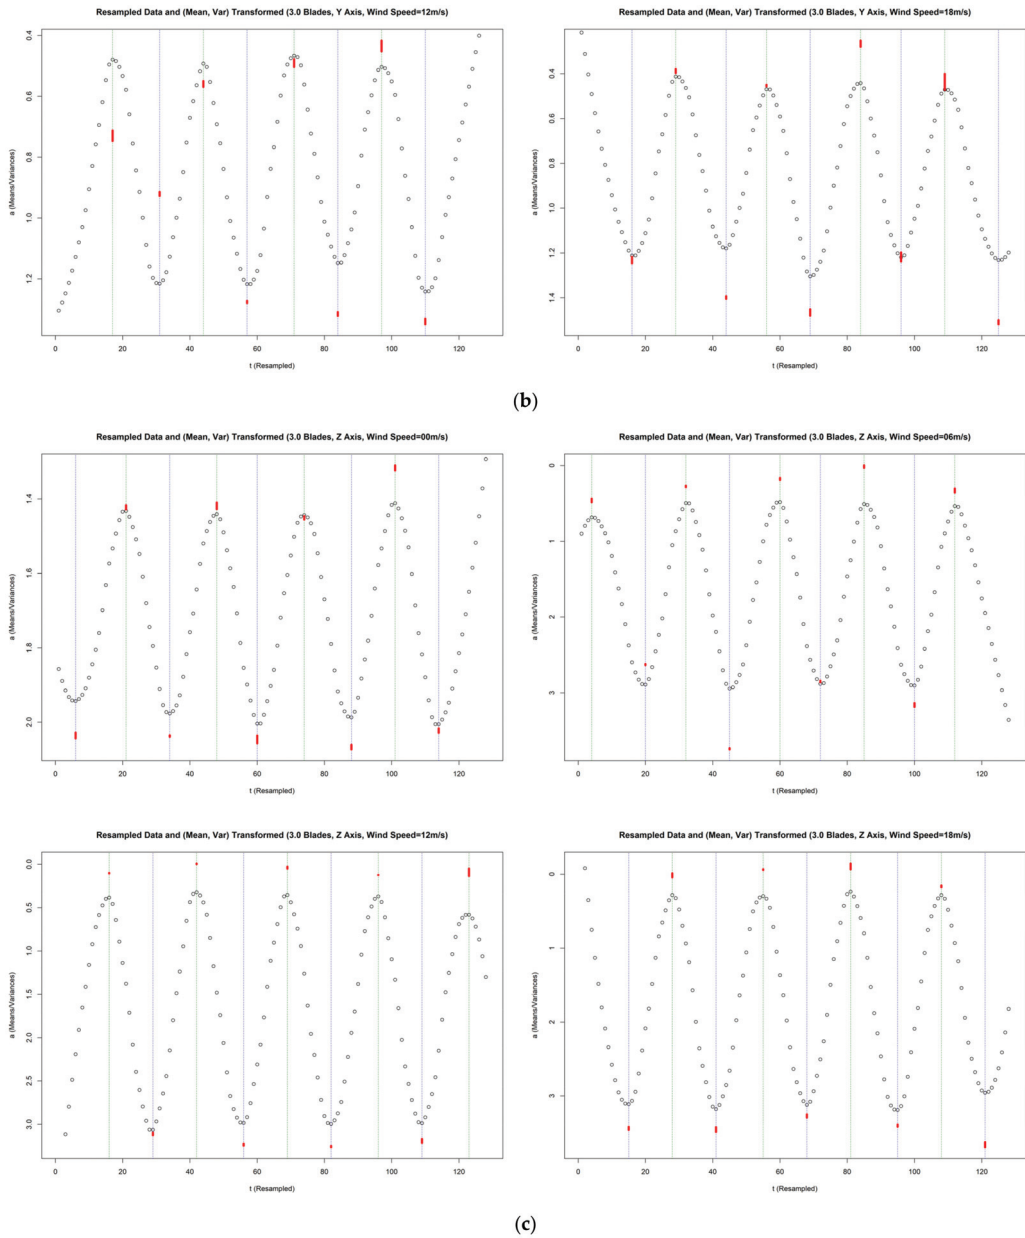 Resampled Data and (Mean, Var) Transformed (3.0 Blades, Y Axis, Wind Speed=12m/s)
a (Means/Variances)
0.4
0.6
0.8
1.0
1.2
0 20 40 60 80 100 120
t (Resampled)
Resampled Data and (Mean, Var) Transformed (3.0 Blades, Y Axis, Wind Speed=18m/s)
a (Means/Variances)
0.4
0.6
0.8
1.0
1.2
1.4
0 20 40 60 80 100 120
t (Resampled)
(b)
Resampled Data and (Mean, Var) Transformed (3.0 Blades, Z Axis, Wind Speed=00m/s)
a (Means/Variances)
1.4
1.6
1.8
2.0
0 20 40 60 80 100 120
t (Resampled)
Resampled Data and (Mean, Var) Transformed (3.0 Blades, Z Axis, Wind Speed=06m/s)
a (Means/Variances)
0
1
2
3
0 20 40 60 80 100 120
t (Resampled)
Resampled Data and (Mean, Var) Transformed (3.0 Blades, Z Axis, Wind Speed=12m/s)
a (Means/Variances)
0.0
0.5
1.0
1.5
2.0
2.5
3.0
0 20 40 60 80 100 120
t (Resampled)
Resampled Data and (Mean, Var) Transformed (3.0 Blades, Z Axis, Wind Speed=18m/s)
a (Means/Variances)
0
1
2
3
0 20 40 60 80 100 120
t (Resampled)
(c)